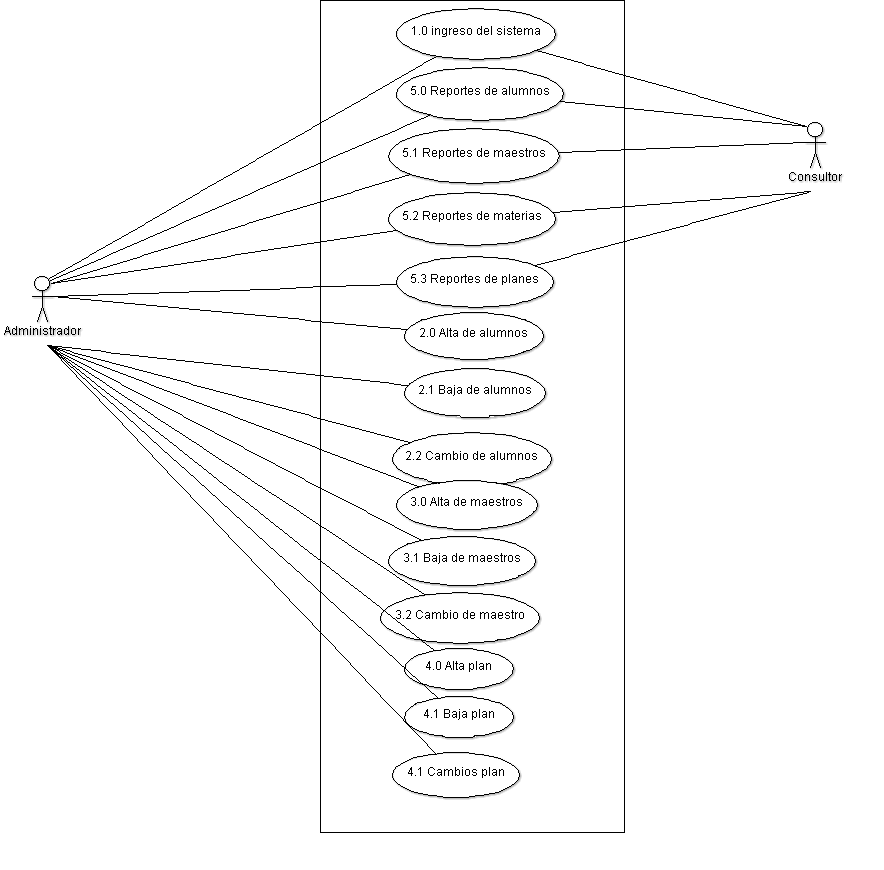 1.0 ingreso del sistema
5.0 Reportes de alumnos
5.1 Reportes de maestros
Consultor
5.2 Reportes de materias
5.3 Reportes de planes
Administrador
2.0 Alta de alumnos
2.1 Baja de alumnos
2.2 Cambio de alumnos
3.0 Alta de maestros
3.1 Baja de maestros
3.2 Cambio de maestro
4.0 Alta plan
4.1 Baja plan
4.1 Cambios plan